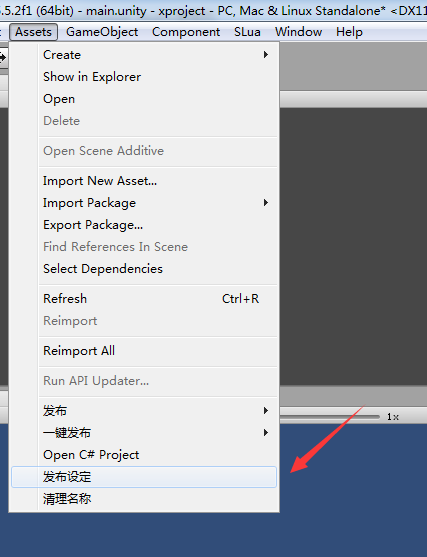 .5.2f1 (64bit) - main.unity - xproject - PC, Mac & Linux Standalone* <DX11
Assets GameObject Component SLua Window Help
Create
Show in Explorer
Open
Delete
Open Scene Additive
Import New Asset...
Import Package
Export Package...
Find References In Scene
Select Dependencies
Refresh Ctrl+R
Reimport
Reimport All
Run API Updater...
发布
1x
一键发布
Open C# Project
发布设定
清理名称